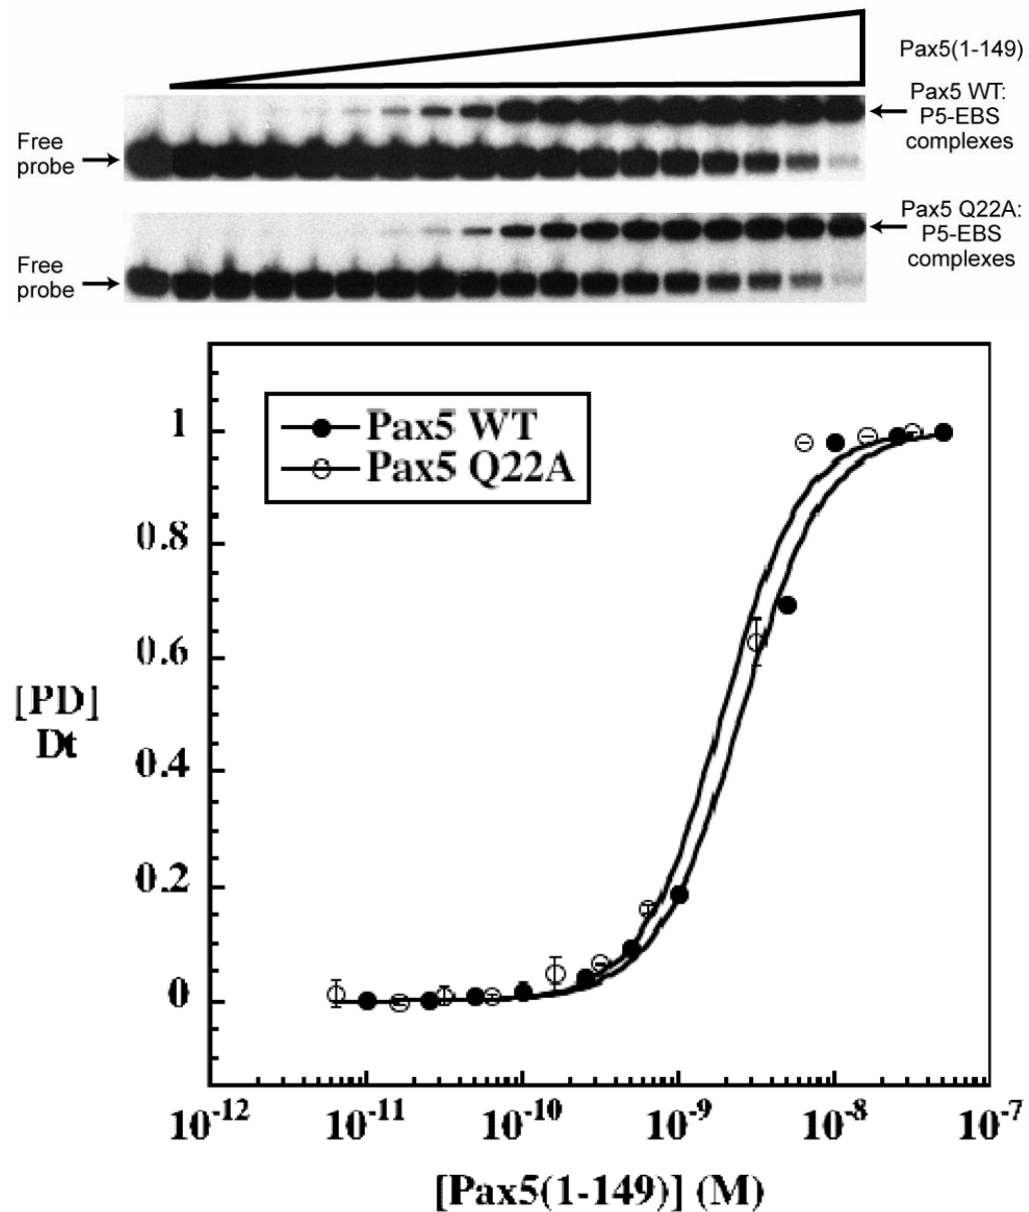 Pax5(1-149)
Pax5 WT:
P5-EBS
complexes
Free
probe
Pax5 Q22A:
P5-EBS
complexes
Free
probe
Pax5 WT
Pax5 Q22A
1
0.8
0.6
0.4
0.2
0
[PD]
Dt
10-12 10-11 10-10 10-9 10-8 10-7
[Pax5(1-149)] (M)